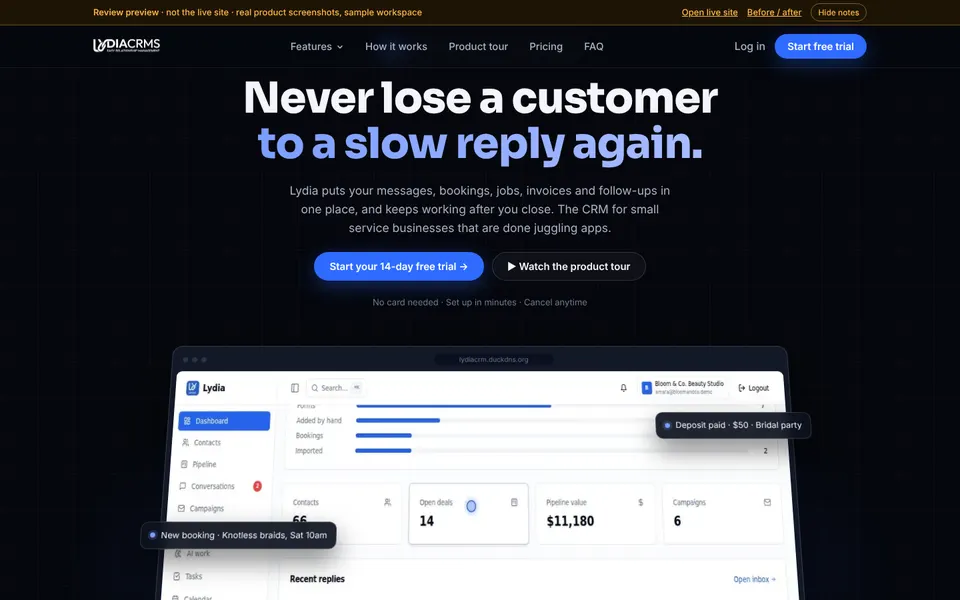 Review preview · not the live site · real product screenshots, sample workspace
Open live site
Before / after
Hide notes
LYDIACRMS
Features
How it works
Product tour
Pricing
FAQ
Log in
Start free trial
Never lose a customer
to a slow reply again.
Lydia puts your messages, bookings, jobs, invoices and follow-ups in
one place, and keeps working after you close. The CRM for small
service businesses that are done juggling apps.
Start your 14-day free trial →
▶ Watch the product tour
No card needed · Set up in minutes · Cancel anytime
lydiacrm.duckdns.org
Lydia
Search...
Bloom & Co. Beauty Studio
Logout
Dashboard
Contacts
Pipeline
Conversations
2
Campaigns
AI work
Tasks
Calendar
Forms
7
Added by hand
Bookings
Imported
2
Deposit paid · $50 · Bridal party
Contacts
66
Open deals
14
Pipeline value
$
$11,180
Campaigns
6
New booking · Knotless braids, Sat 10am
Recent replies
Open inbox →